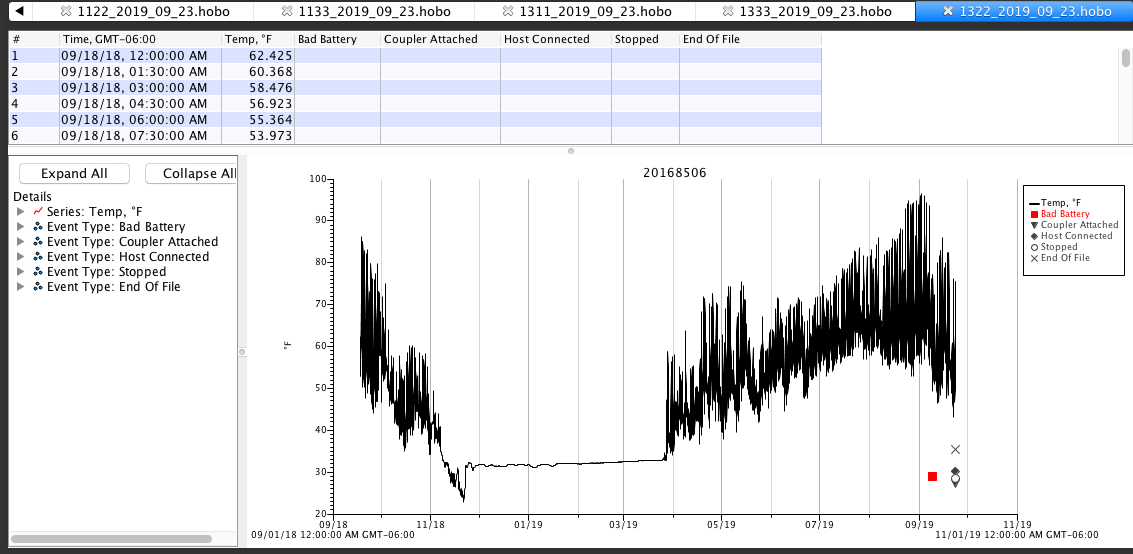 1122_2019_09_23.hobo 1133_2019_09_23.hobo 1311_2019_09_23.hobo 1333_2019_09_23.hobo 1322_2019_09_23.hobo
# Time, GMT-06:00 Temp, °F Bad Battery Coupler Attached Host Connected Stopped End Of File
1 09/18/18, 12:00:00 AM 62.425
2 09/18/18, 01:30:00 AM 60.368
3 09/18/18, 03:00:00 AM 58.476
4 09/18/18, 04:30:00 AM 56.923
5 09/18/18, 06:00:00 AM 55.364
6 09/18/18, 07:30:00 AM 53.973
Expand All Collapse All
Details
Series: Temp, °F
Event Type: Bad Battery
Event Type: Coupler Attached
Event Type: Host Connected
Event Type: Stopped
Event Type: End Of File
20168506
100
90
80
70
60
50
40
30
20
°F
09/18 11/18 01/19 03/19 05/19 07/19 09/19 11/19
09/01/18 12:00:00 AM GMT-06:00 11/01/19 12:00:00 AM GMT-06:00
Temp, °F
Bad Battery
Coupler Attached
Host Connected
Stopped
End Of File